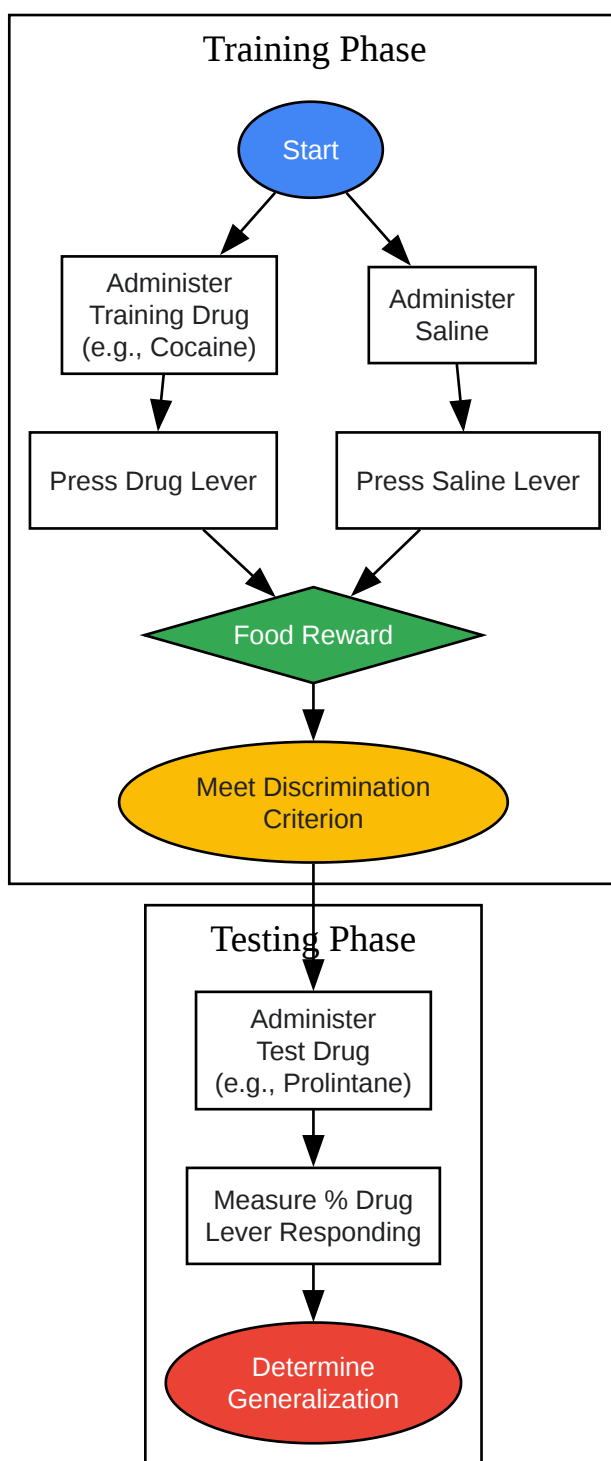 Training Phase
Start
Administer
Training Drug
(e.g., Cocaine)
Administer
Saline
Press Drug Lever
Press Saline Lever
Food Reward
Meet Discrimination
Criterion
Testing Phase
Administer
Test Drug
(e.g., Prolintane)
Measure % Drug
Lever Responding
Determine
Generalization